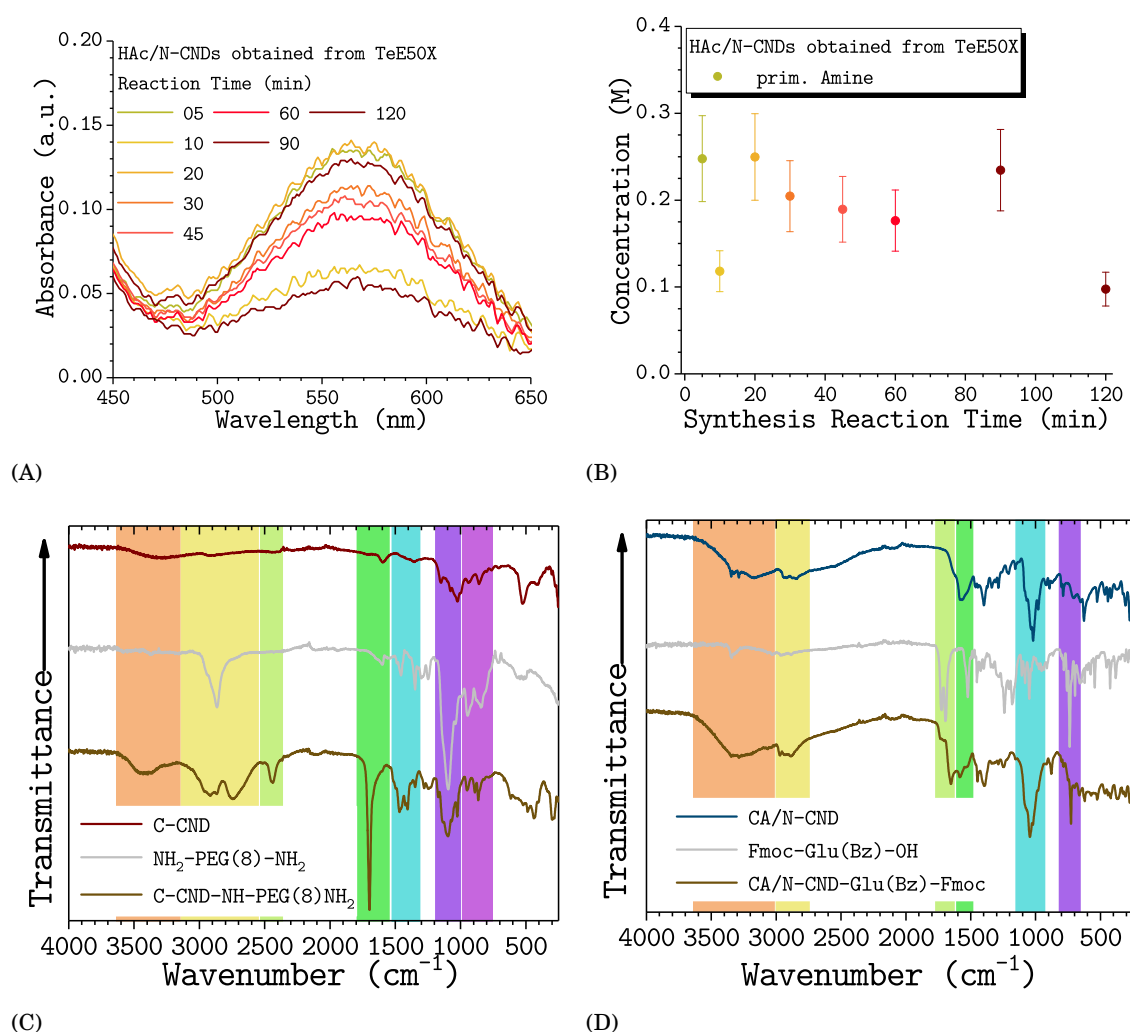 0.20
0.15
0.10
0.05
0.00
Absorbance (a.u.)
HAc/N-CNDs obtained from TeE50X
Reaction Time (min)
05 60 120
10 90
20
30
45
450 500 550 600 650
Wavelength (nm)
(A)
0.4
0.3
0.2
0.1
0.0
Concentration (M)
HAc/N-CNDs obtained from TeE50X
prim. Amine
0 20 40 60 80 100 120
Synthesis Reaction Time (min)
(B)
Transmittance
C-CND
NH₂-PEG(8)-NH₂
C-CND-NH-PEG(8)NH₂
4000 3500 3000 2500 2000 1500 1000 500
Wavenumber (cm⁻¹)
(C)
Transmittance
CA/N-CND
Fmoc-Glu(Bz)-OH
CA/N-CND-Glu(Bz)-Fmoc
4000 3500 3000 2500 2000 1500 1000 500
Wavenumber (cm⁻¹)
(D)